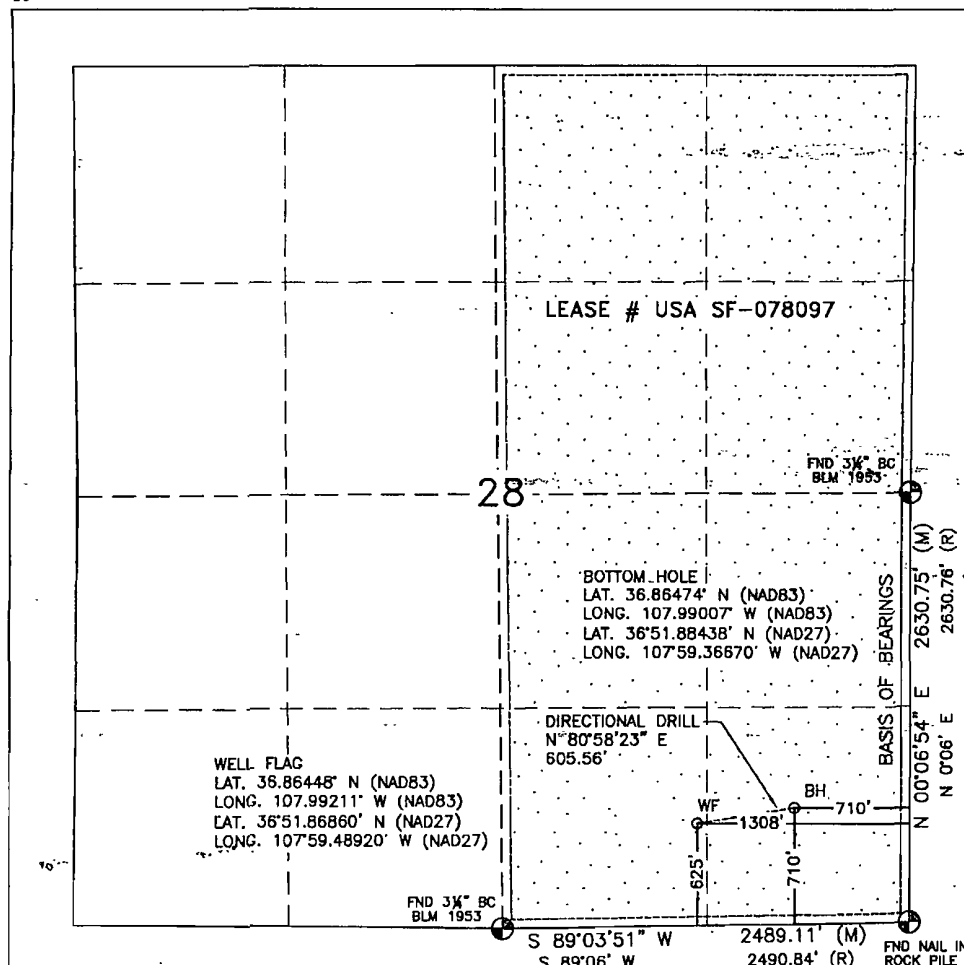 LEASE # USA SF-078097
FND 3¼" BC
BLM 1953
28
BOTTOM HOLE
LAT. 36.86474° N (NAD83)
LONG. 107.99007° W (NAD83)
LAT. 36°51.88438' N (NAD27)
LONG. 107°59.36670' W (NAD27)
BASIS OF BEARINGS
N 00°06'54" E 2630.75' (M)
N 0°06' E 2630.76' (R)
DIRECTIONAL DRILL
N 80°58'23" E
605.56'
WELL FLAG
LAT. 36.86448° N (NAD83)
LONG. 107.99211° W (NAD83)
LAT. 36°51.86860' N (NAD27)
LONG. 107°59.48920' W (NAD27)
BH
710'
WF
1308'
625'
710'
FND 3¼" BC
BLM 1953
S 89°03'51" W 2489.11' (M)
S 89°06' W 2490.84' (R)
FND NAIL IN
ROCK PILE